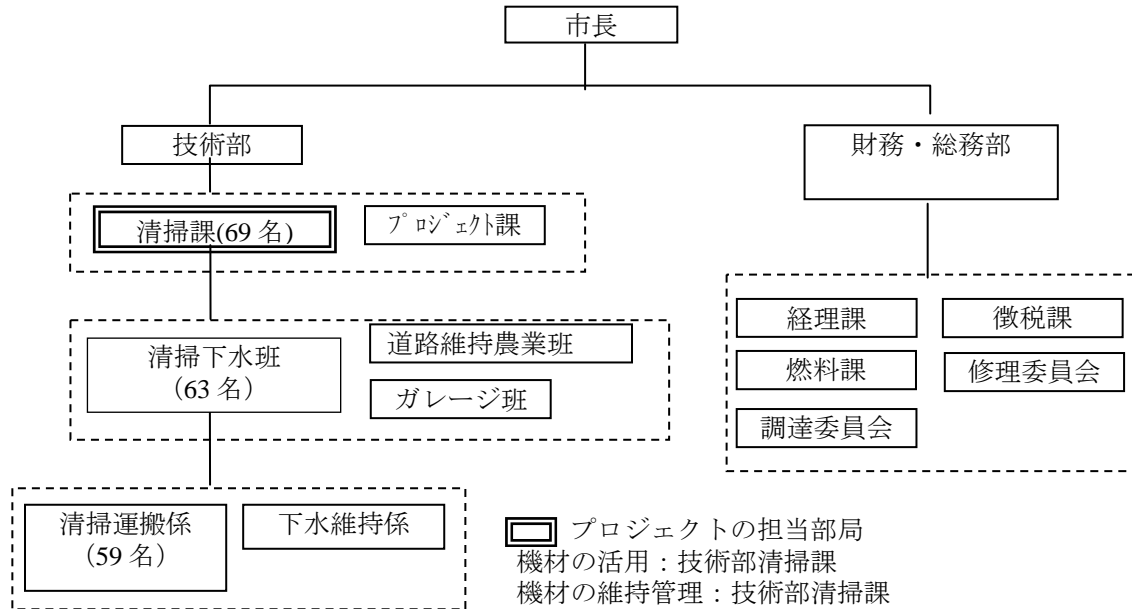 市長
技術部
財務・総務部
清掃課(69 名)
ﾌﾟﾛｼﾞｪｸﾄ課
清掃下水班
（63 名）
道路維持農業班
ガレージ班
経理課
徴税課
燃料課
修理委員会
調達委員会
清掃運搬係
（59 名）
下水維持係
プロジェクトの担当部局
機材の活用：技術部清掃課
機材の維持管理：技術部清掃課